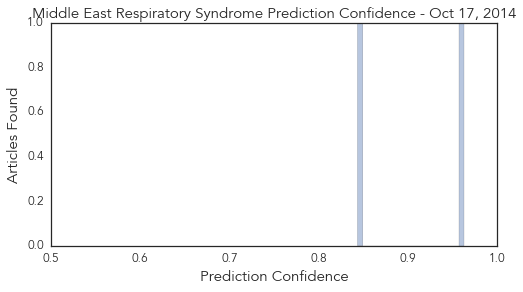 Middle East Respiratory Syndrome Prediction Confidence - Oct 17, 2014
1.0
0.8
0.6
0.4
0.2
0.0
Articles Found
0.5 0.6 0.7 0.8 0.9 1.0
Prediction Confidence